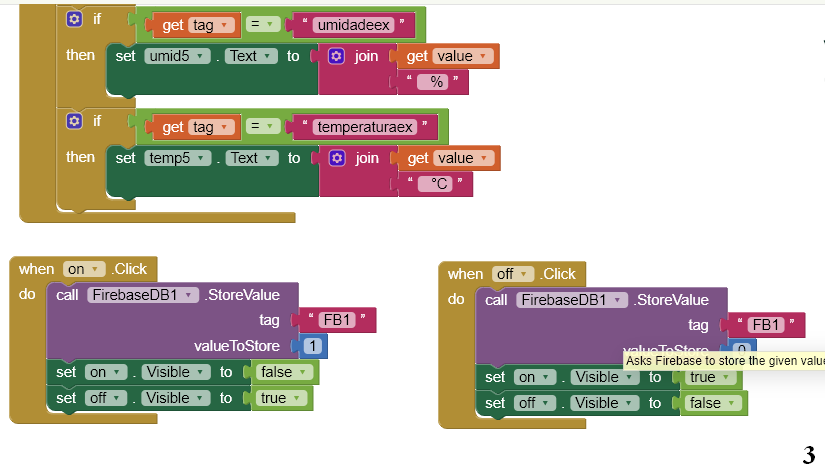 if get tag = " umidadeex "
then set umid5 . Text to join get value
" % "
if get tag = " temperaturaex "
then set temp5 . Text to join get value
" °C "
when on .Click
do call FirebaseDB1 .StoreValue
tag " FB1 "
valueToStore 1
set on . Visible to false
set off . Visible to true
when off .Click
do call FirebaseDB1 .StoreValue
tag " FB1 "
valueToStore 0
Asks Firebase to store the given value
set on . Visible to true
set off . Visible to false
3